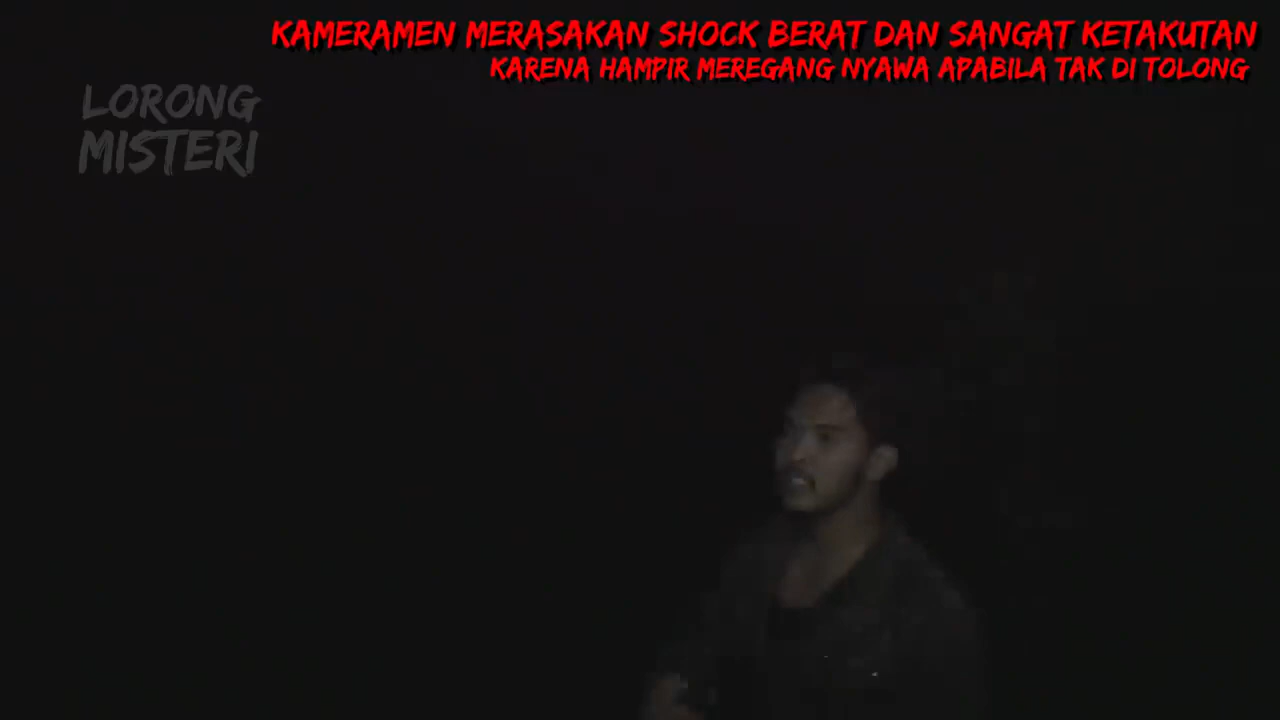 KAMERAMEN MERASAKAN SHOCK BERAT DAN SANGAT KETAKUTAN
KARENA HAMPIR MEREGANG NYAWA APABILA TAK DI TOLONG
LORONG
MISTERI